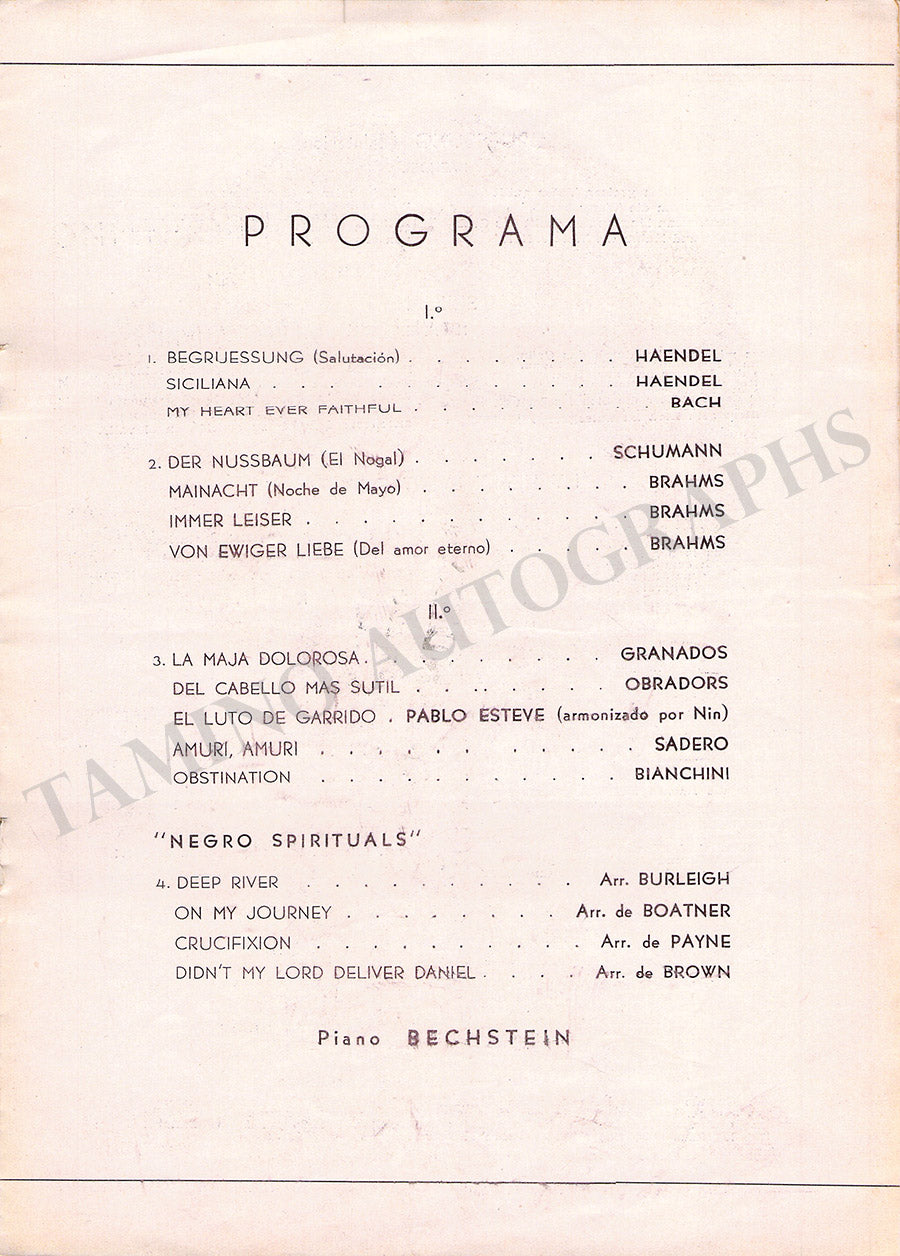 PROGRAMA
I.º
1. BEGRUESSUNG (Salutación) . . . . . . . . HAENDEL
SICILIANA . . . . . . . . . . . . HAENDEL
MY HEART EVER FAITHFUL . . . . . . . . . BACH
2. DER NUSSBAUM (El Nogal) . . . . . . . SCHUMANN
MAINACHT (Noche de Mayo) . . . . . . . . BRAHMS
IMMER LEISER . . . . . . . . . . . . BRAHMS
VON EWIGER LIEBE (Del amor eterno) . . . . . BRAHMS
II.º
3. LA MAJA DOLOROSA . . . . . . . . . GRANADOS
DEL CABELLO MAS SUTIL . . . . . . . . OBRADORS
EL LUTO DE GARRIDO . PABLO ESTEVE (armonizado por Nin)
AMURI, AMURI . . . . . . . . . . . . SADERO
OBSTINATION . . . . . . . . . . . BIANCHINI
"NEGRO SPIRITUALS"
4. DEEP RIVER . . . . . . . . . . Arr. BURLEIGH
ON MY JOURNEY . . . . . . . . Arr. de BOATNER
CRUCIFIXION . . . . . . . . . . Arr. de PAYNE
DIDN'T MY LORD DELIVER DANIEL . . . . Arr. de BROWN
Piano BECHSTEIN
TAMINO AUTOGRAPHS